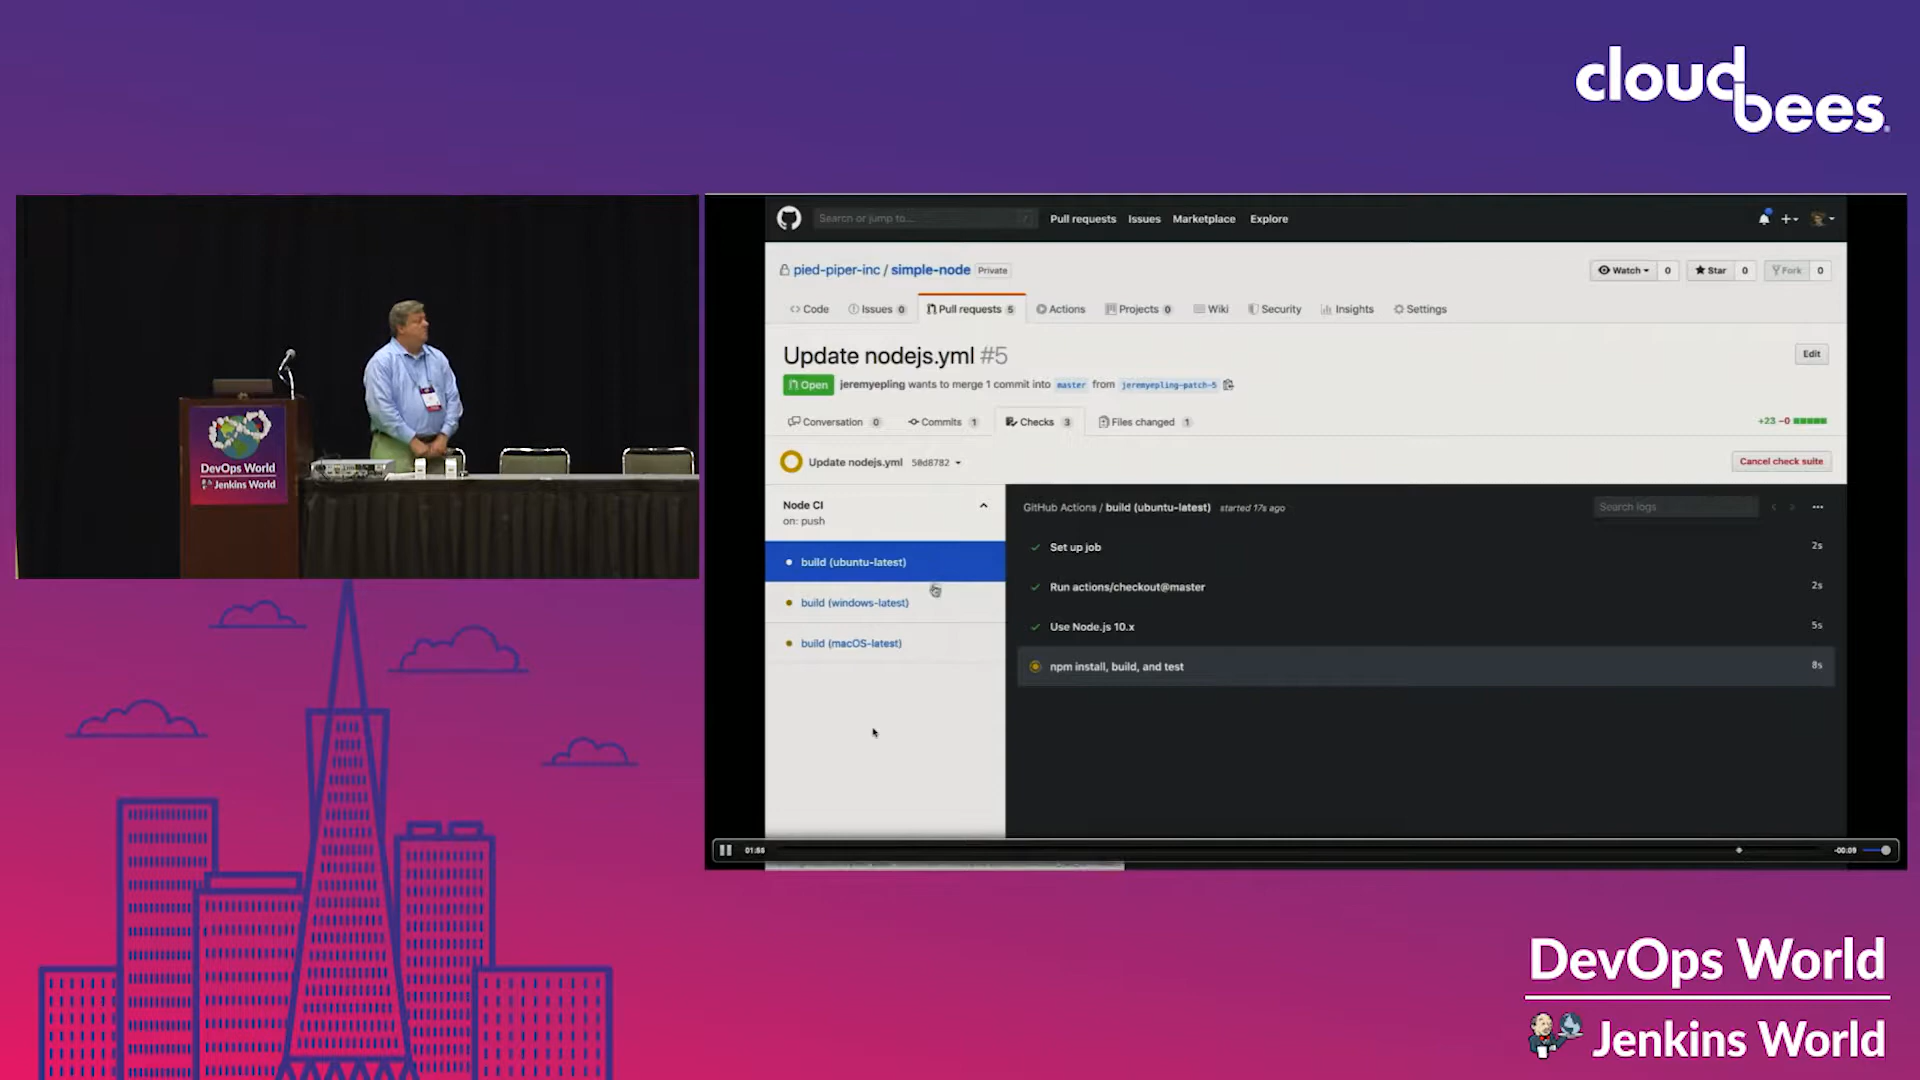 cloudbees
Search or jump to...
Pull requests Issues Marketplace Explore
pied-piper-inc / simple-node Private
Watch 0 Star 0 Fork 0
Code Issues 0 Pull requests 5 Actions Projects 0 Wiki Security Insights Settings
Update nodejs.yml #5
Edit
Open jeremyepling wants to merge 1 commit into master from jeremyepling-patch-5
Conversation 0 Commits 1 Checks 3 Files changed 1
+23 −0
Update nodejs.yml 50d8782
Cancel check suite
Node CI
on: push
GitHub Actions / build (ubuntu-latest) started 17s ago
Search logs
build (ubuntu-latest)
build (windows-latest)
build (macOS-latest)
Set up job 2s
Run actions/checkout@master 2s
Use Node.js 10.x 5s
npm install, build, and test 8s
-00:09
DevOps World
Jenkins World
DevOps World
Jenkins World